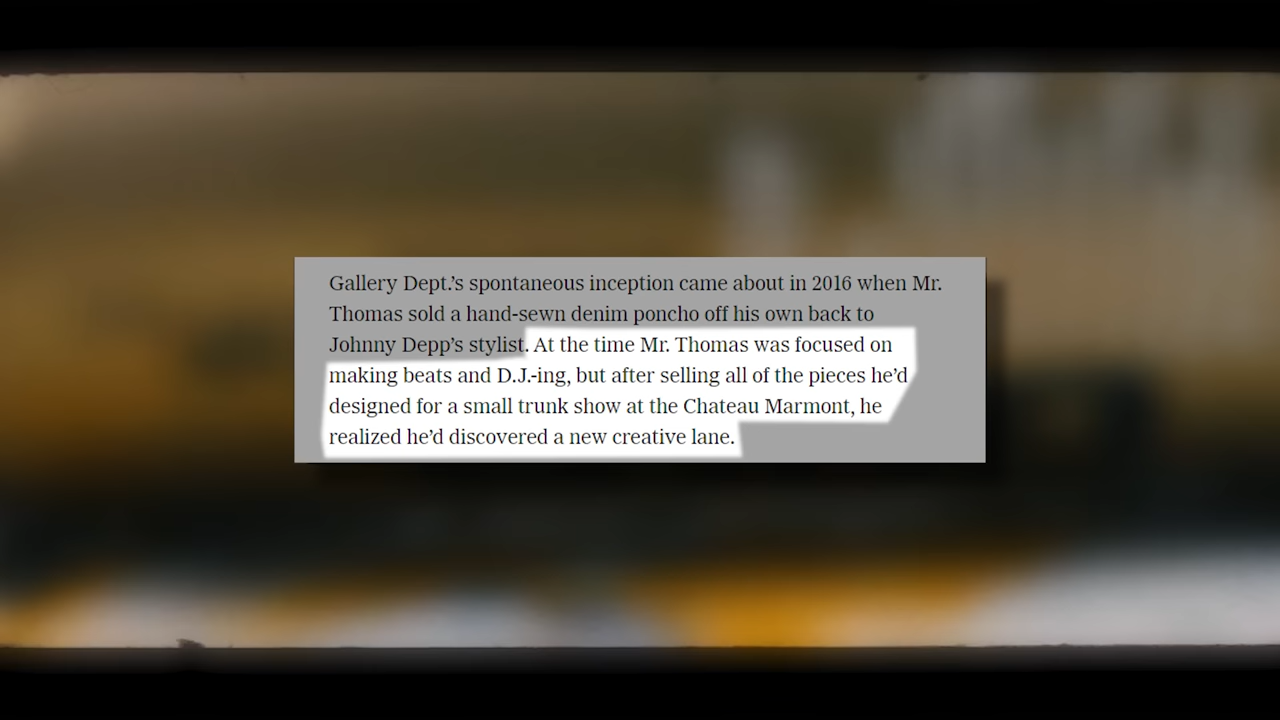 Gallery Dept.’s spontaneous inception came about in 2016 when Mr.
Thomas sold a hand-sewn denim poncho off his own back to
Johnny Depp’s stylist. At the time Mr. Thomas was focused on
making beats and D.J.-ing, but after selling all of the pieces he’d
designed for a small trunk show at the Chateau Marmont, he
realized he’d discovered a new creative lane.